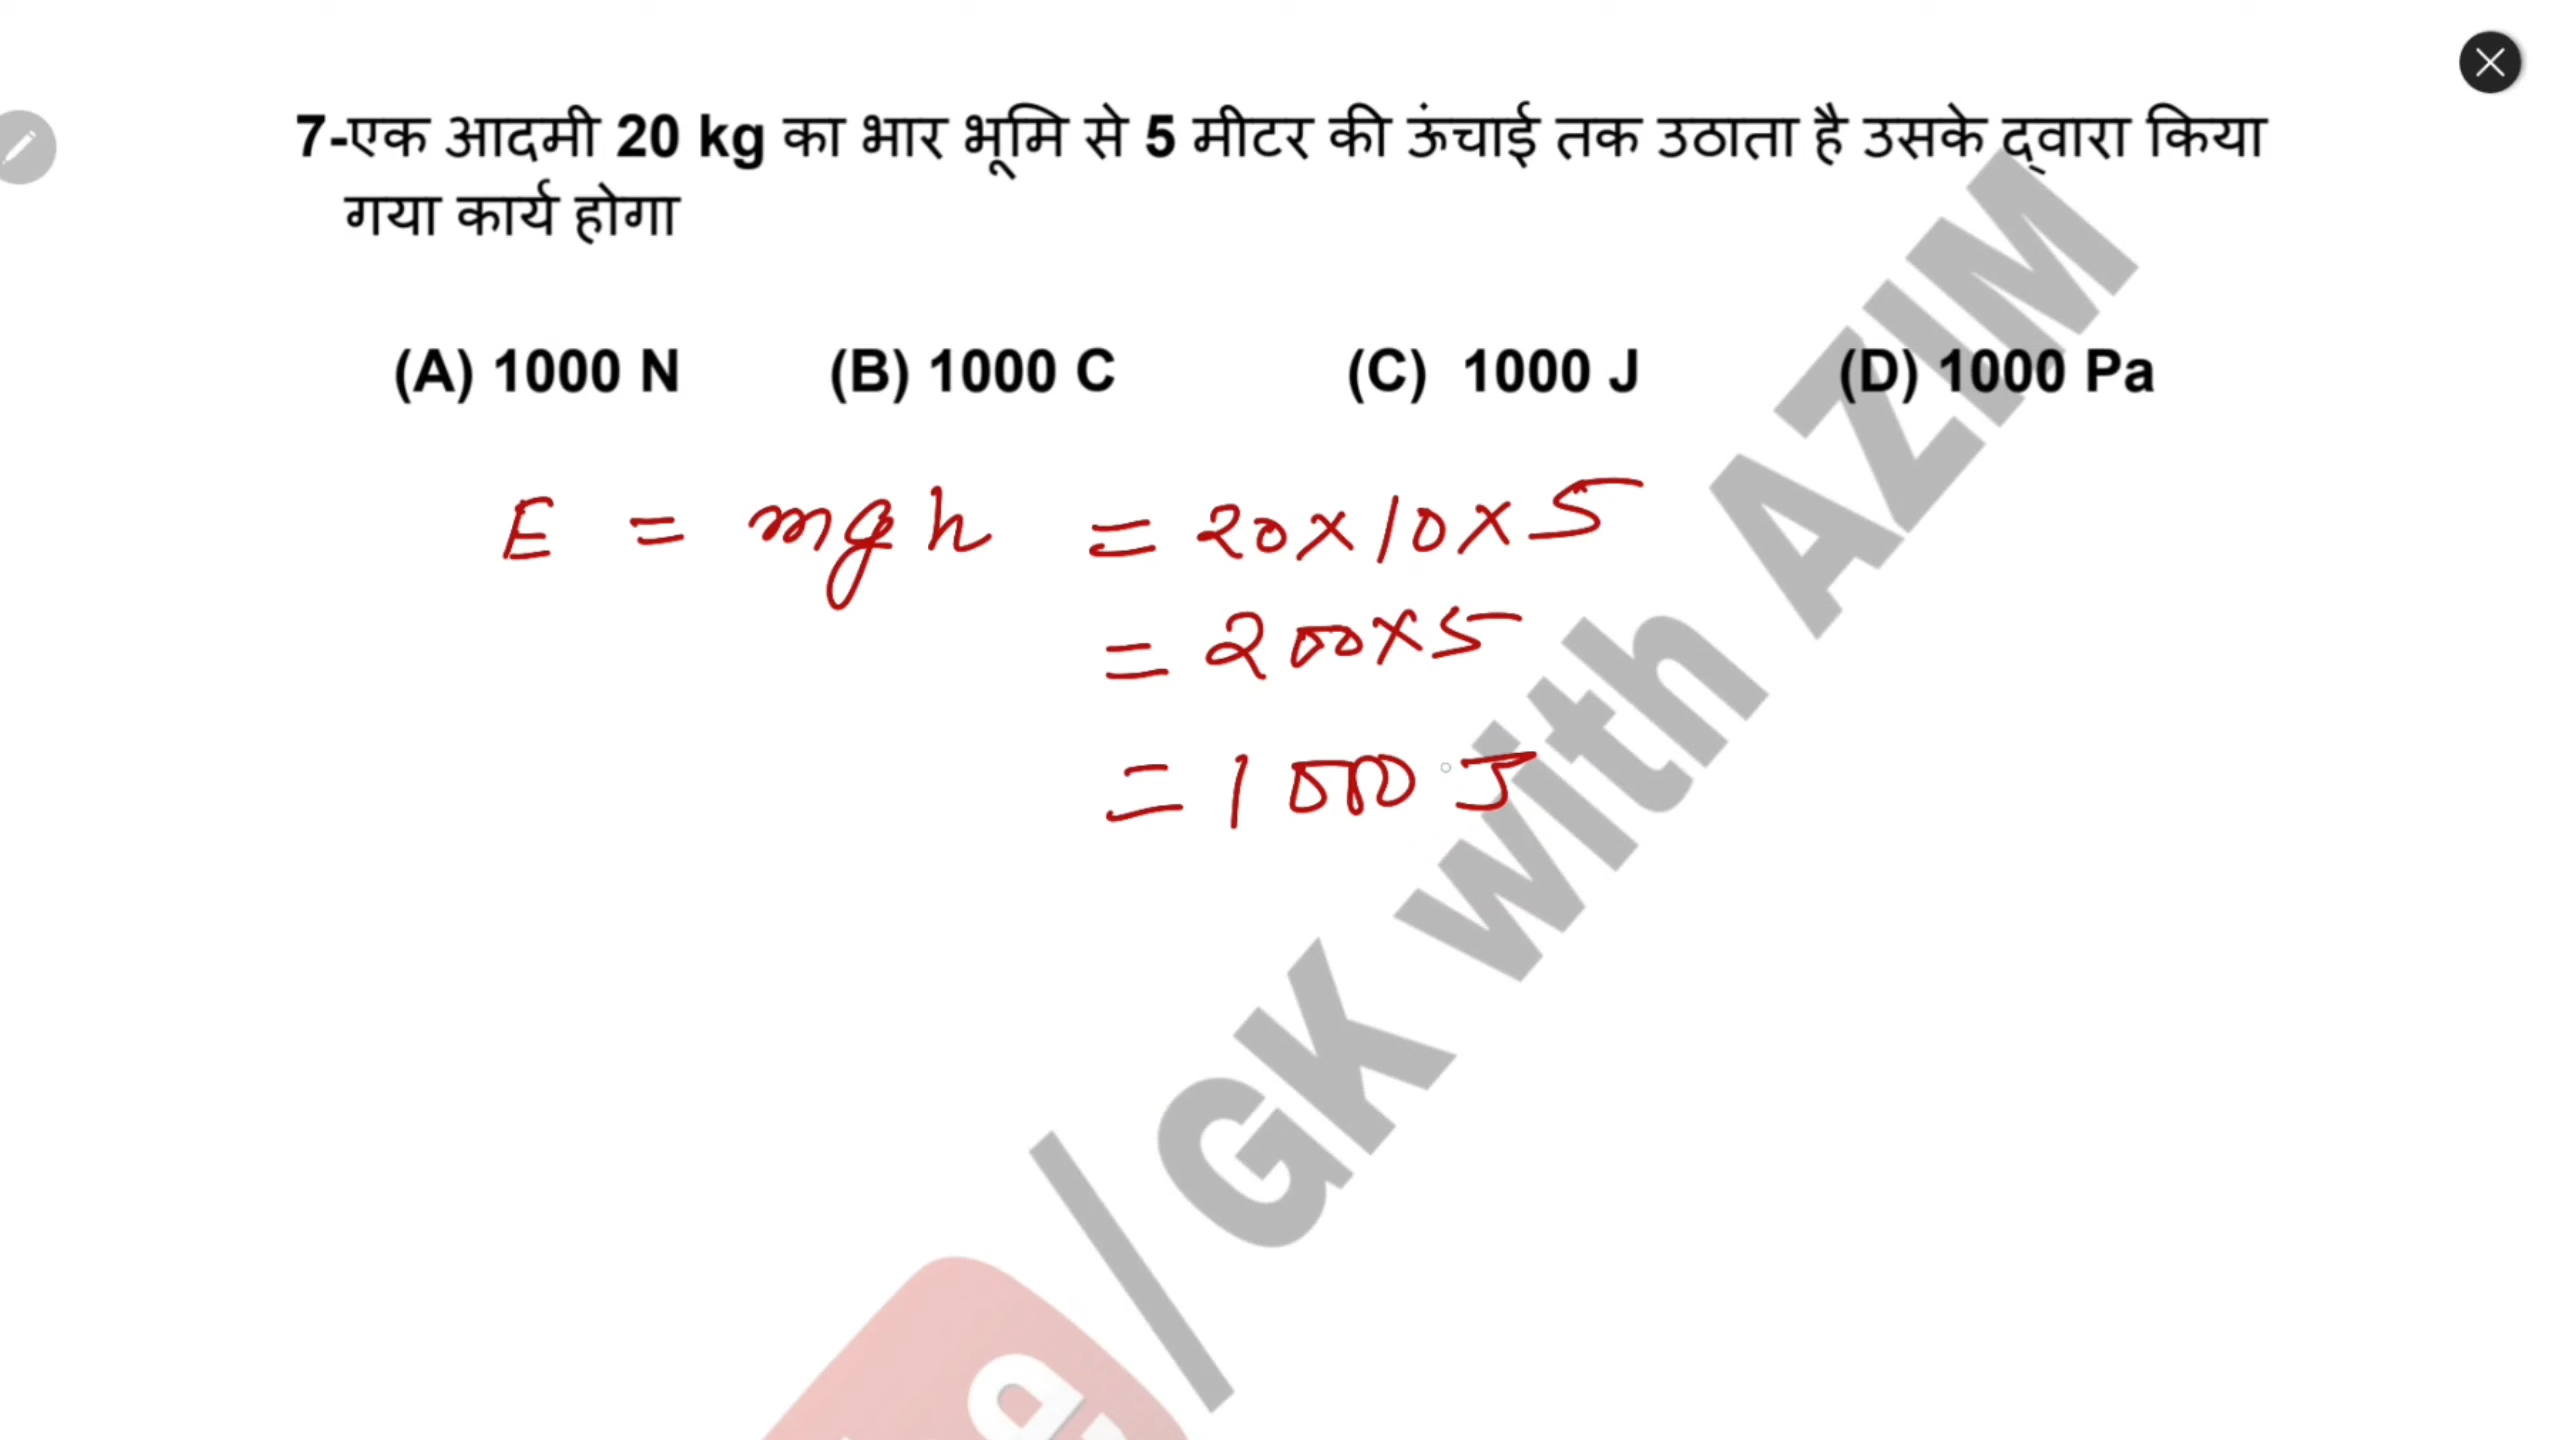 7-एक आदमी 20 kg का भार भूमि से 5 मीटर की ऊंचाई तक उठाता है उसके द्वारा किया
गया कार्य होगा
(A) 1000 N (B) 1000 C (C) 1000 J (D) 1000 Pa
E = mgh = 20×10×5
= 200×5
= 1000 J
/ GK with AZIM